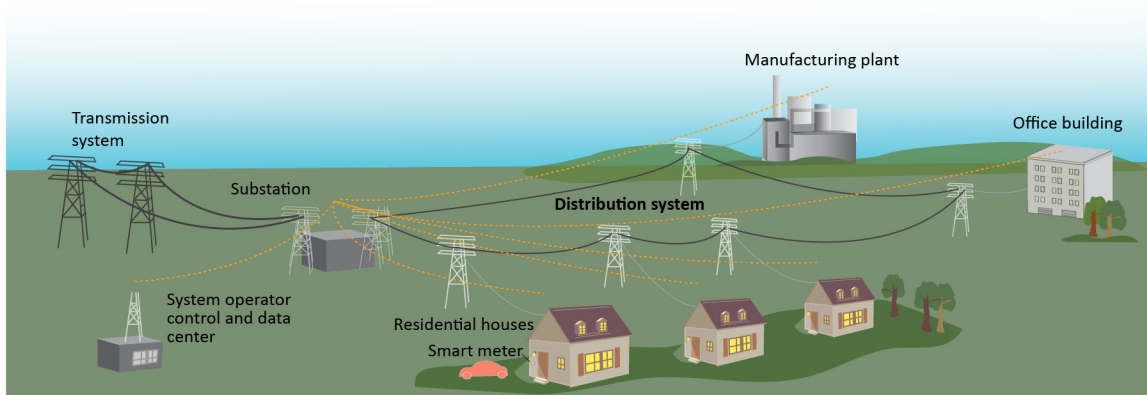 Manufacturing plant
Transmission
system
Office building
Substation
Distribution system
System operator
control and data
center
Residential houses
Smart meter